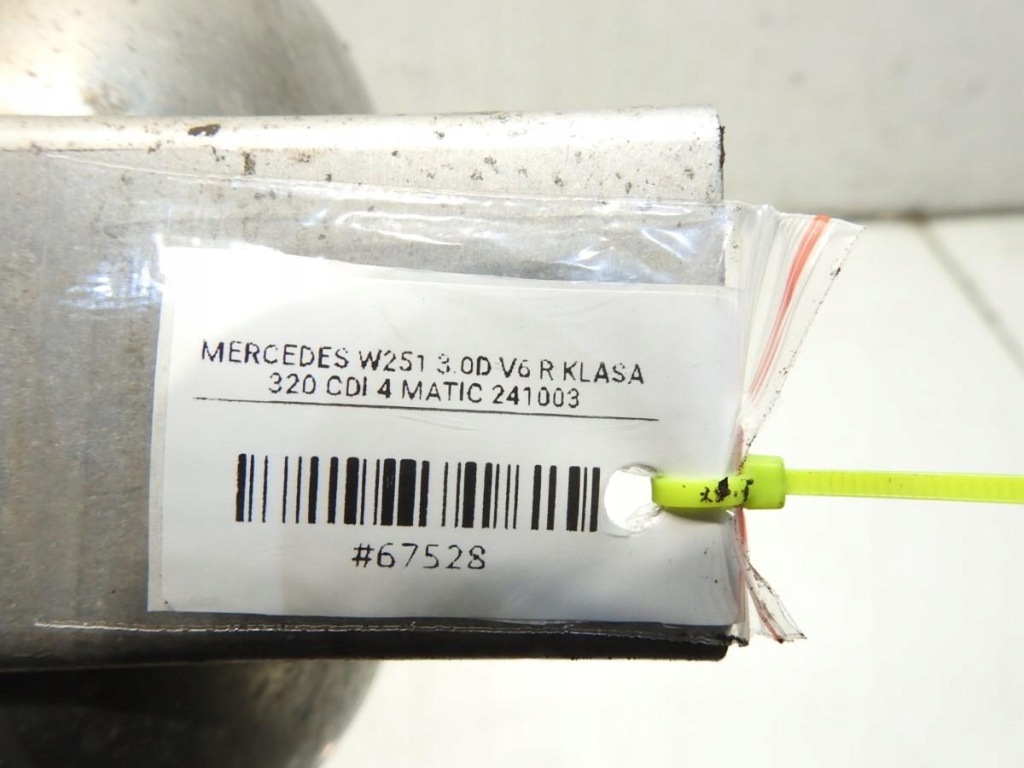 MERCEDES W251 3.0D V6 R KLASA
320 CDI 4 MATIC 241003
#67528